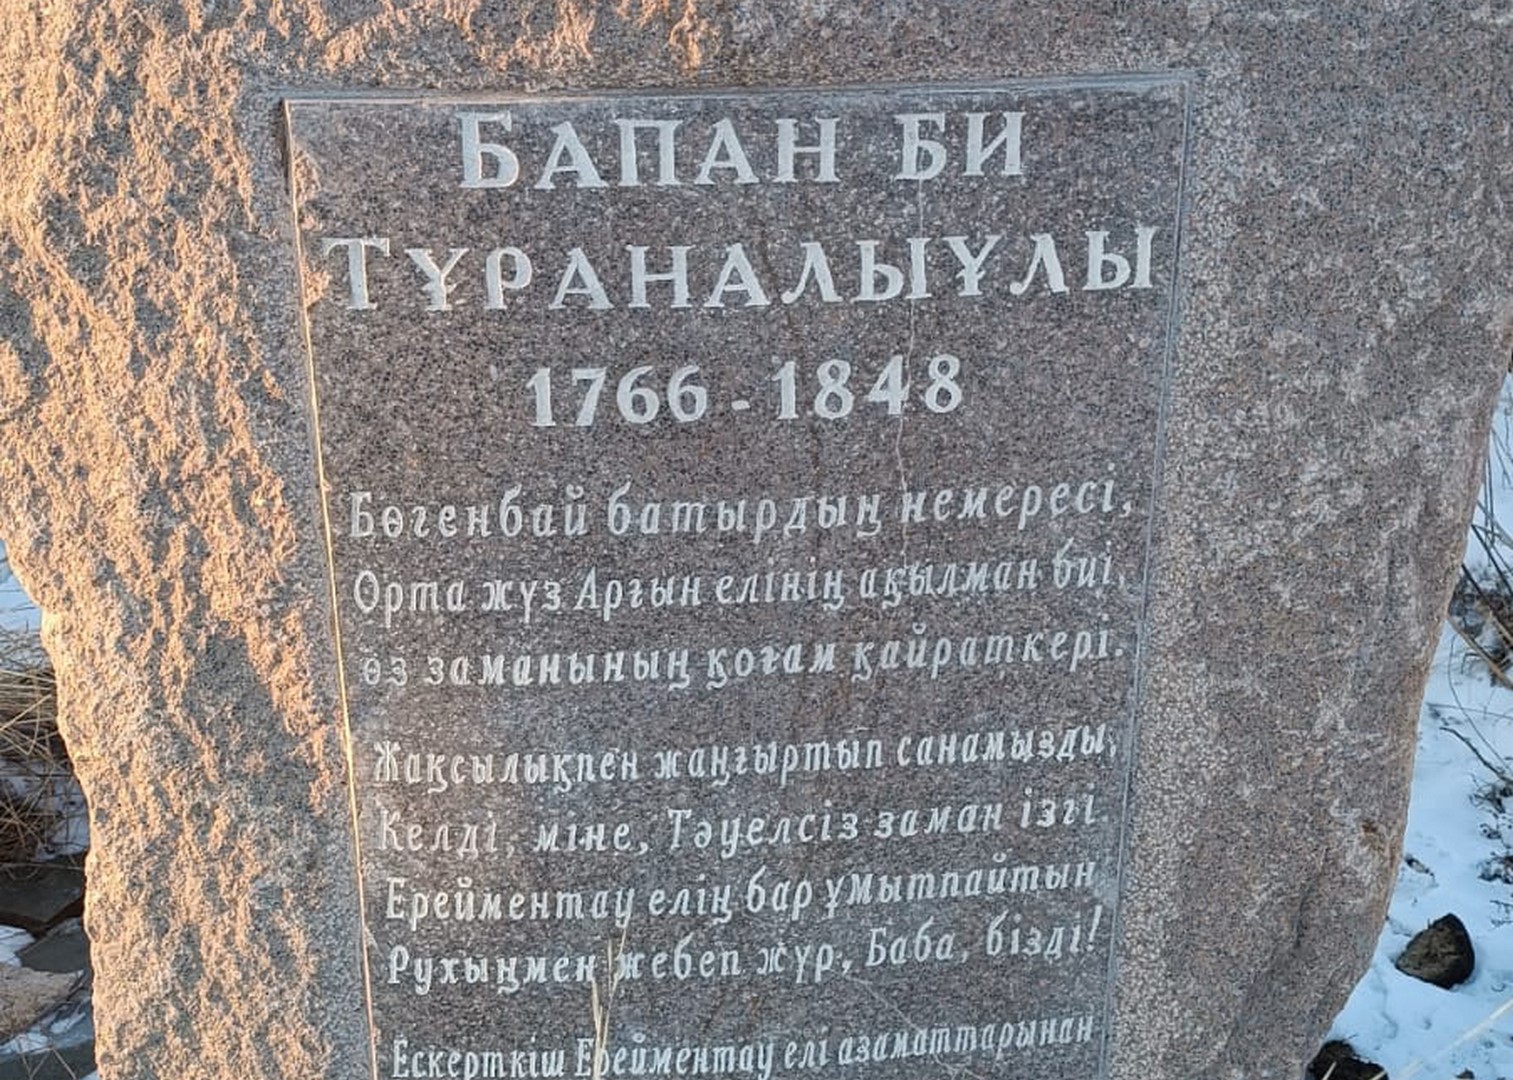 БАПАН БИ
ТҰРАНАЛЫҰЛЫ
1766 - 1848
Бөгенбай батырдың немересі,
Орта жүз Арғын елінің ақылман биі,
өз заманының қоғам қайраткері.
Жақсылықпен жаңғыртып санамызды,
Келді, міне, Тәуелсіз заман ізгі.
Ерейментау елің бар ұмытпайтын
Рухыңмен жебеп жүр, Баба, бізді!
Ескерткіш Ерейментау елі азаматтарынан